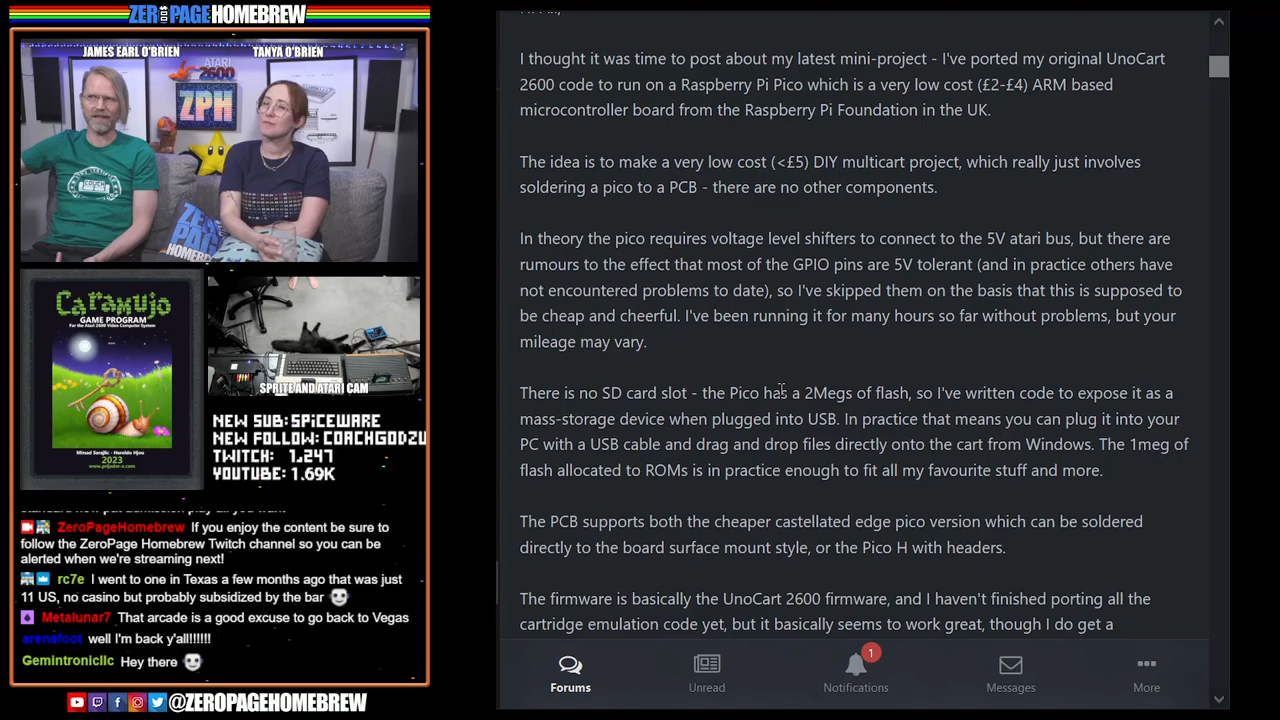 ZEROPAGE HOMEBREW
JAMES EARL O'BRIEN
TANYA O'BRIEN
ATARI
2600
ZPH
Caramujo
GAME PROGRAM
For the Atari 2600 Video Computer System
Mirsad Sarajlic - Haroldo Hjou
2023
www.prijedor-x.com
SPRITE AND ATARI CAM
NEW SUB: SPICEWARE
NEW FOLLOW: COACHGODZU
TWITCH: 1.247
YOUTUBE: 1.69K
ZeroPageHomebrew If you enjoy the content be sure to
follow the ZeroPage Homebrew Twitch channel so you can be
alerted when we're streaming next!
rc7e I went to one in Texas a few months ago that was just
11 US, no casino but probably subsidized by the bar
Metalunar7 That arcade is a good excuse to go back to Vegas
arenafoot well I'm back y'all!!!!!!
Gemintronicllc Hey there
@ZEROPAGEHOMEBREW
I thought it was time to post about my latest mini-project - I've ported my original UnoCart
2600 code to run on a Raspberry Pi Pico which is a very low cost (£2-£4) ARM based
microcontroller board from the Raspberry Pi Foundation in the UK.
The idea is to make a very low cost (<£5) DIY multicart project, which really just involves
soldering a pico to a PCB - there are no other components.
In theory the pico requires voltage level shifters to connect to the 5V atari bus, but there are
rumours to the effect that most of the GPIO pins are 5V tolerant (and in practice others have
not encountered problems to date), so I've skipped them on the basis that this is supposed to
be cheap and cheerful. I've been running it for many hours so far without problems, but your
mileage may vary.
There is no SD card slot - the Pico has a 2Megs of flash, so I've written code to expose it as a
mass-storage device when plugged into USB. In practice that means you can plug it into your
PC with a USB cable and drag and drop files directly onto the cart from Windows. The 1meg of
flash allocated to ROMs is in practice enough to fit all my favourite stuff and more.
The PCB supports both the cheaper castellated edge pico version which can be soldered
directly to the board surface mount style, or the Pico H with headers.
The firmware is basically the UnoCart 2600 firmware, and I haven't finished porting all the
cartridge emulation code yet, but it basically seems to work great, though I do get a
1
Forums
Unread
Notifications
Messages
More